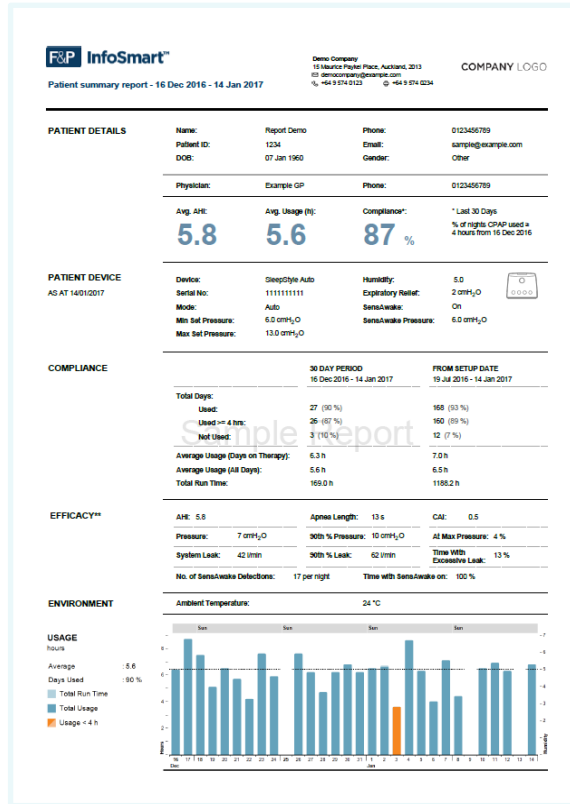 F&P InfoSmart™
Patient summary report - 16 Dec 2016 - 14 Jan 2017
Demo Company
15 Maurice Paykel Place, Auckland, 2013
democompany@example.com
+64 9 574 0123 +64 9 574 0234
COMPANY LOGO
PATIENT DETAILS
Name: Report Demo Phone: 0123456789
Patient ID: 1234 Email: sample@example.com
DOB: 07 Jan 1960 Gender: Other
Physician: Example GP Phone: 0123456789
Avg. AHI: Avg. Usage (h): Compliance*: * Last 30 Days
5.8 5.6 87 %
% of nights CPAP used ≥
4 hours from 16 Dec 2016
PATIENT DEVICE
AS AT 14/01/2017
Device: SleepStyle Auto Humidity: 5.0
Serial No: 1111111111 Expiratory Relief: 2 cmH₂O
Mode: Auto SensAwake: On
Min Set Pressure: 6.0 cmH₂O SensAwake Pressure: 6.0 cmH₂O
Max Set Pressure: 13.0 cmH₂O
COMPLIANCE
30 DAY PERIOD FROM SETUP DATE
16 Dec 2016 - 14 Jan 2017 19 Jul 2016 - 14 Jan 2017
Total Days:
Used: 27 (90 %) 168 (93 %)
Used >= 4 hrs: 26 (87 %) 160 (89 %)
Not Used: 3 (10 %) 12 (7 %)
Sample Report
Average Usage (Days on Therapy): 6.3 h 7.0 h
Average Usage (All Days): 5.6 h 6.5 h
Total Run Time: 169.0 h 1188.2 h
EFFICACY**
AHI: 5.8 Apnea Length: 13 s CAI: 0.5
Pressure: 7 cmH₂O 90th % Pressure: 10 cmH₂O At Max Pressure: 4 %
System Leak: 42 l/min 90th % Leak: 62 l/min Time With Excessive Leak: 13 %
No. of SensAwake Detections: 17 per night Time with SensAwake on: 100 %
ENVIRONMENT
Ambient Temperature: 24 °C
USAGE
hours
Average : 5.6
Days Used : 90 %
Total Run Time
Total Usage
Usage < 4 h
Sun Sun Sun Sun
8
6
4
2
Hours
7
6
5
4
3
2
1
Humidity
16 17 18 19 20 21 22 23 24 25 26 27 28 29 30 31 1 2 3 4 5 6 7 8 9 10 11 12 13 14
Dec Jan